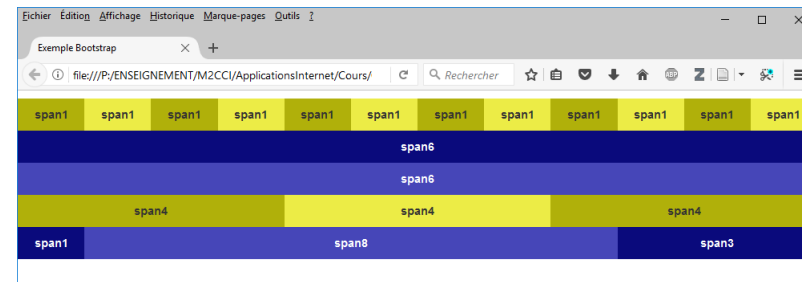 Fichier Édition Affichage Historique Marque-pages Outils ?
Exemple Bootstrap
file:///P:/ENSEIGNEMENT/M2CCI/ApplicationsInternet/Cours/ Rechercher ABP Z
span1 span1 span1 span1 span1 span1 span1 span1 span1 span1 span1 span1
span6
span6
span4 span4 span4
span1 span8 span3